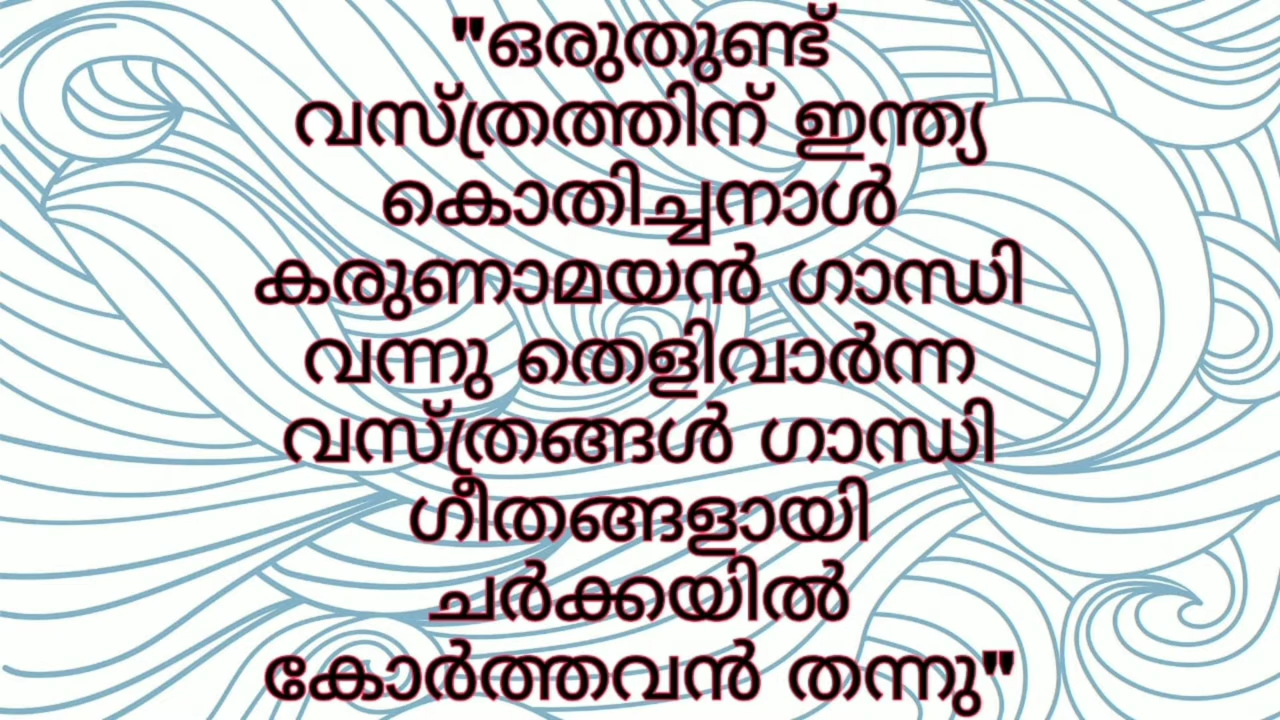 "ഒരുതുണ്ട്
വസ്ത്രത്തിന് ഇന്ത്യ
കൊതിച്ചനാൾ
കരുണാമയൻ ഗാന്ധി
വന്നു തെളിവാർന്ന
വസ്ത്രങ്ങൾ ഗാന്ധി
ഗീതങ്ങളായി
ചർക്കയിൽ
കോർത്തവൻ തന്നു"